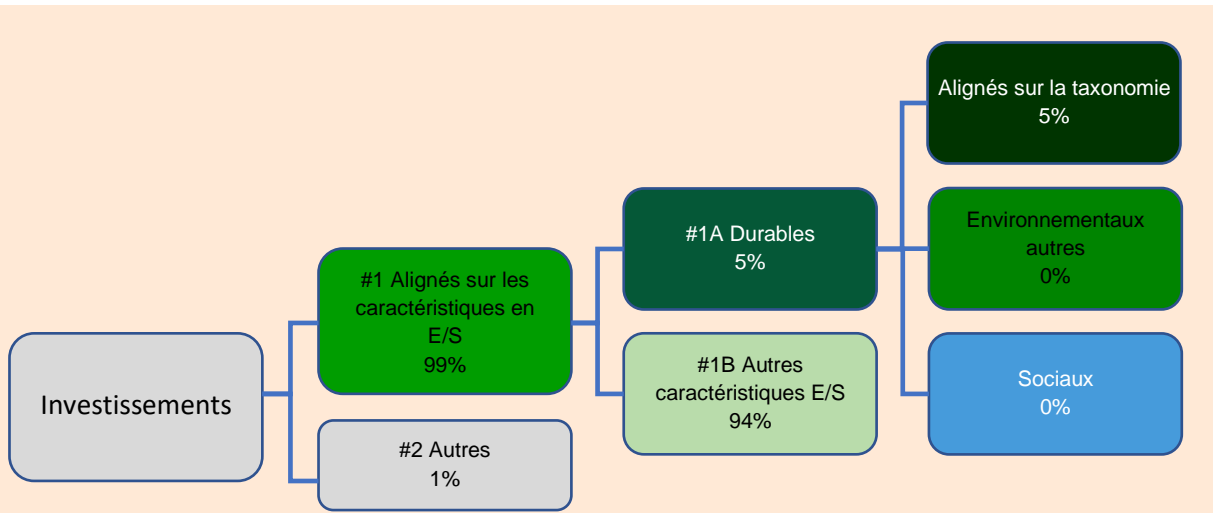 Investissements
#1 Alignés sur les
caractéristiques en
E/S
99%
#2 Autres
1%
#1A Durables
5%
#1B Autres
caractéristiques E/S
94%
Alignés sur la taxonomie
5%
Environnementaux
autres
0%
Sociaux
0%